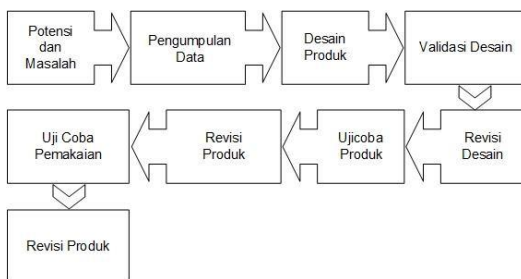 Potensi
dan
Masalah
Pengumpulan
Data
Desain
Produk
Validasi Desain
Revisi
Desain
Ujicoba
Produk
Revisi
Produk
Uji Coba
Pemakaian
Revisi Produk